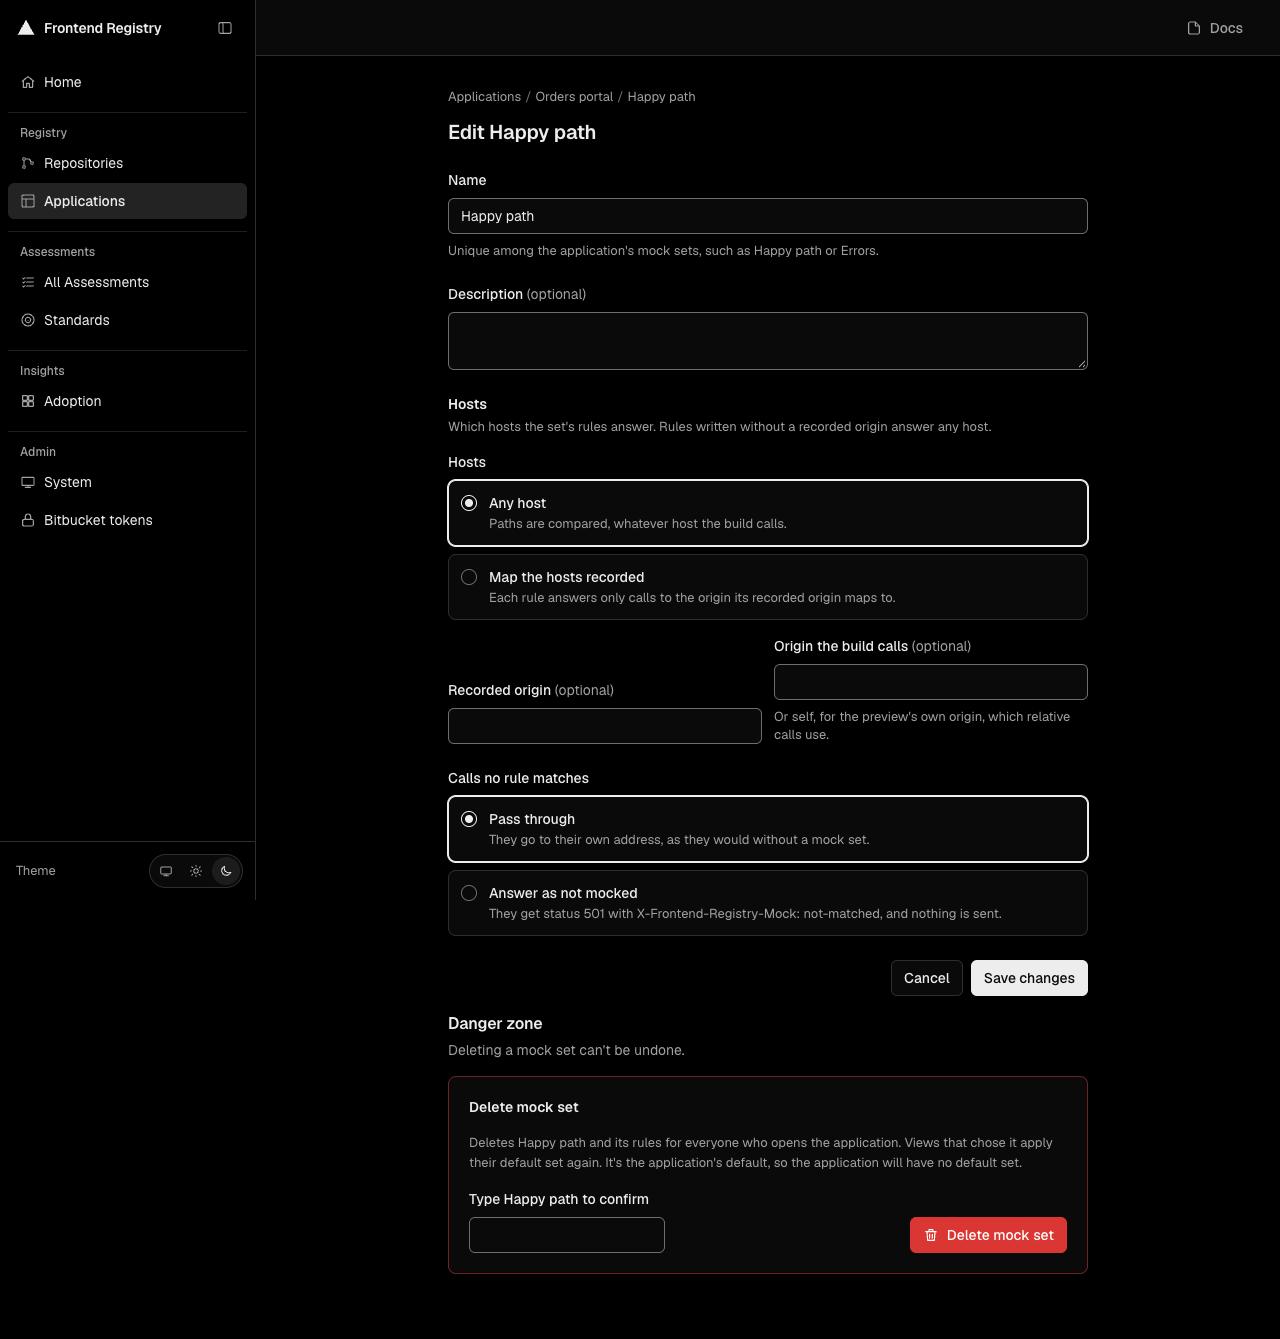 Frontend Registry
Docs
Home
Registry
Repositories
Applications
Assessments
All Assessments
Standards
Insights
Adoption
Admin
System
Bitbucket tokens
Theme
Applications / Orders portal / Happy path
Edit Happy path
Name
Happy path
Unique among the application's mock sets, such as Happy path or Errors.
Description (optional)
Hosts
Which hosts the set's rules answer. Rules written without a recorded origin answer any host.
Hosts
Any host
Paths are compared, whatever host the build calls.
Map the hosts recorded
Each rule answers only calls to the origin its recorded origin maps to.
Recorded origin (optional)
Origin the build calls (optional)
Or self, for the preview's own origin, which relative
calls use.
Calls no rule matches
Pass through
They go to their own address, as they would without a mock set.
Answer as not mocked
They get status 501 with X-Frontend-Registry-Mock: not-matched, and nothing is sent.
Cancel
Save changes
Danger zone
Deleting a mock set can't be undone.
Delete mock set
Deletes Happy path and its rules for everyone who opens the application. Views that chose it apply
their default set again. It's the application's default, so the application will have no default set.
Type Happy path to confirm
Delete mock set